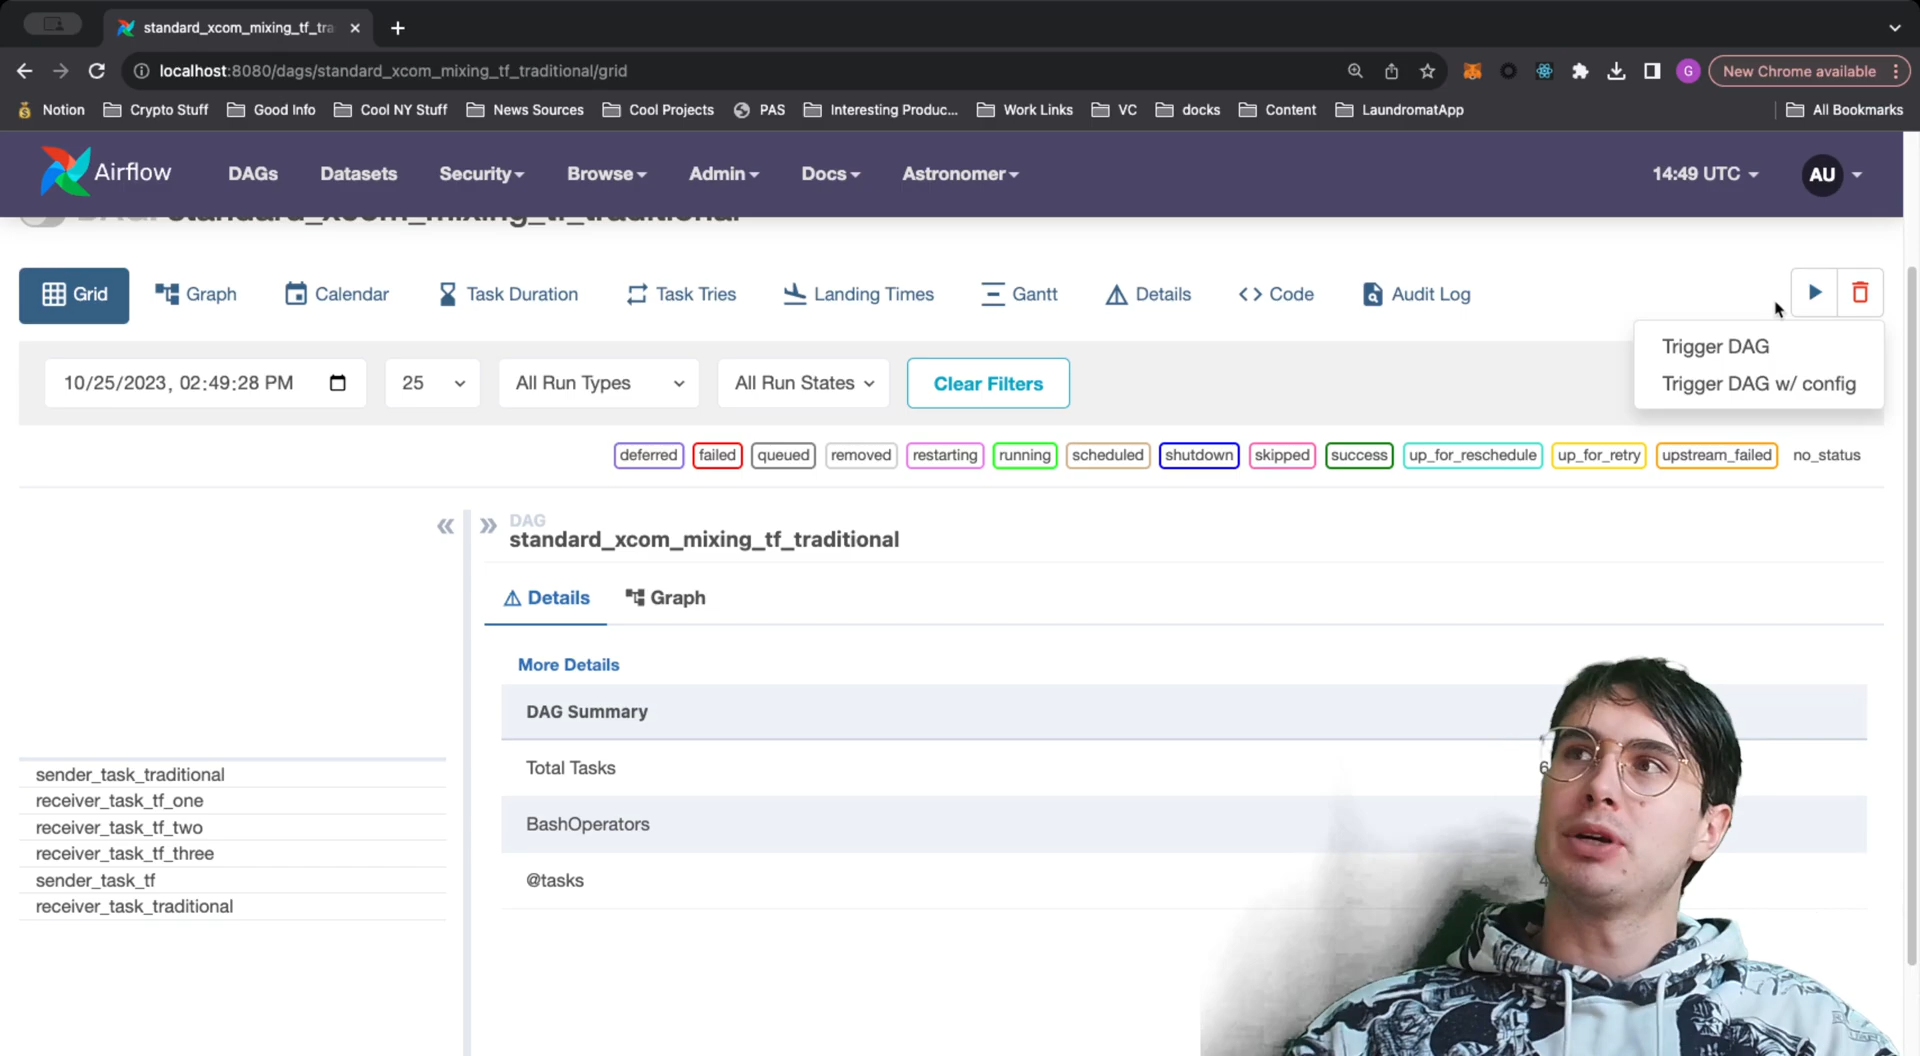 standard_xcom_mixing_tf_tra
localhost:8080/dags/standard_xcom_mixing_tf_traditional/grid
G
New Chrome available
Notion Crypto Stuff Good Info Cool NY Stuff News Sources Cool Projects PAS Interesting Produc... Work Links VC docks Content LaundromatApp All Bookmarks
Airflow DAGs Datasets Security Browse Admin Docs Astronomer 14:49 UTC AU
DAG: standard_xcom_mixing_tf_traditional
Grid Graph Calendar Task Duration Task Tries Landing Times Details Code Audit Log
Trigger DAG
Trigger DAG w/ config
10/25/2023, 02:49:28 PM 25 All Run Types All Run States Clear Filters
deferred failed queued removed restarting running scheduled shutdown skipped success up_for_reschedule up_for_retry upstream_failed no_status
DAG
standard_xcom_mixing_tf_traditional
Details Graph
More Details
DAG Summary
Total Tasks 6
BashOperators
@tasks
sender_task_traditional
receiver_task_tf_one
receiver_task_tf_two
receiver_task_tf_three
sender_task_tf
receiver_task_traditional